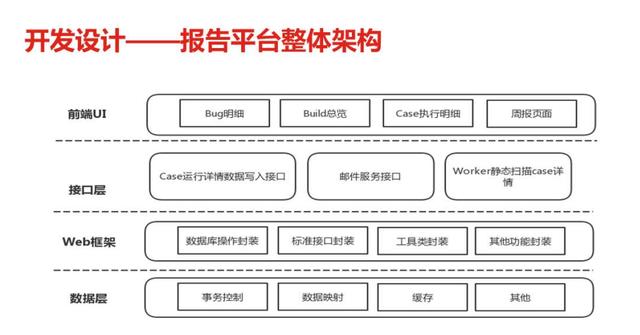 开发设计——报告平台整体架构
前端UI
Bug明细
Build总览
Case执行明细
周报页面
接口层
Case运行详情数据写入接口
邮件服务接口
Worker静态扫描case详
情
Web框架
数据库操作封装
标准接口封装
工具类封装
其他功能封装
数据层
事务控制
数据映射
缓存
其他